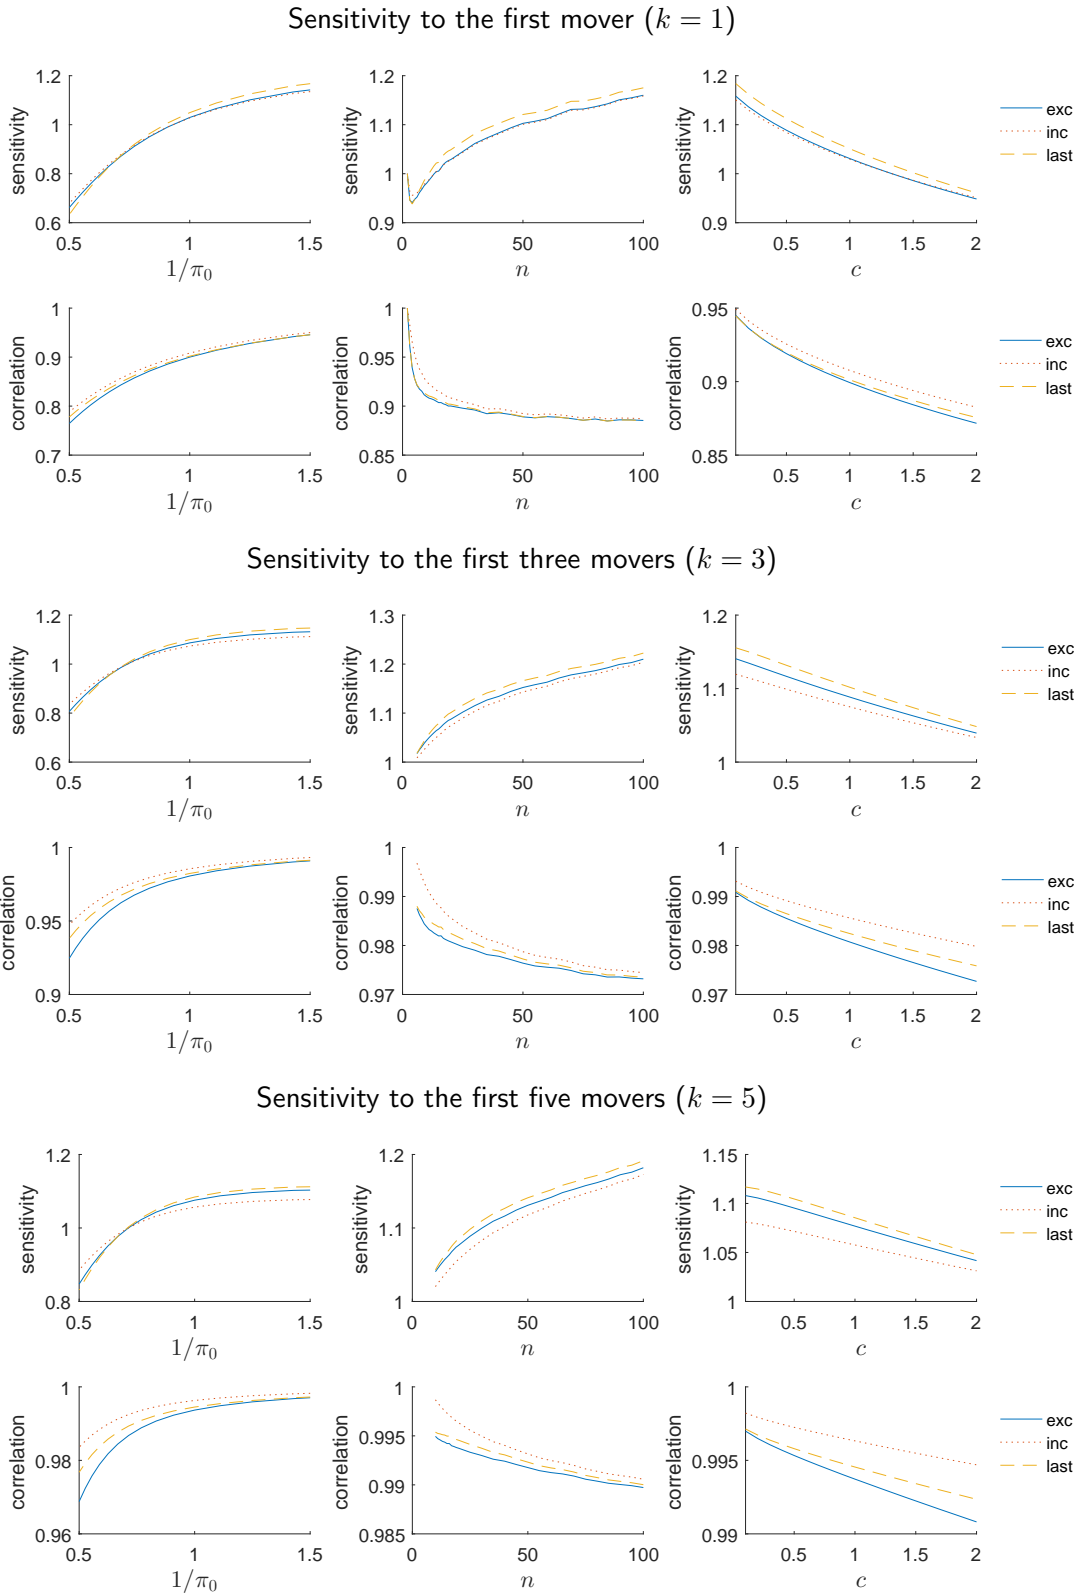 Sensitivity to the first mover (k = 1)
sensitivity
1.2
1
0.8
0.6
0.5
1
1.5
1/π₀
sensitivity
1.2
1.1
1
0.9
0
50
100
n
sensitivity
1.2
1.1
1
0.9
0.5
1
1.5
2
c
exc
inc
last
correlation
1
0.9
0.8
0.7
0.5
1
1.5
1/π₀
correlation
1
0.95
0.9
0.85
0
50
100
n
correlation
0.95
0.9
0.85
0.5
1
1.5
2
c
exc
inc
last
Sensitivity to the first three movers (k = 3)
sensitivity
1.2
1
0.8
0.6
0.5
1
1.5
1/π₀
sensitivity
1.3
1.2
1.1
1
0
50
100
n
sensitivity
1.2
1.1
1
0.5
1
1.5
2
c
exc
inc
last
correlation
1
0.95
0.9
0.5
1
1.5
1/π₀
correlation
1
0.99
0.98
0.97
0
50
100
n
correlation
1
0.99
0.98
0.97
0.5
1
1.5
2
c
exc
inc
last
Sensitivity to the first five movers (k = 5)
sensitivity
1.2
1
0.8
0.5
1
1.5
1/π₀
sensitivity
1.2
1.1
1
0
50
100
n
sensitivity
1.15
1.1
1.05
1
0.5
1
1.5
2
c
exc
inc
last
correlation
1
0.98
0.96
0.5
1
1.5
1/π₀
correlation
1
0.995
0.99
0.985
0
50
100
n
correlation
1
0.995
0.99
0.5
1
1.5
2
c
exc
inc
last